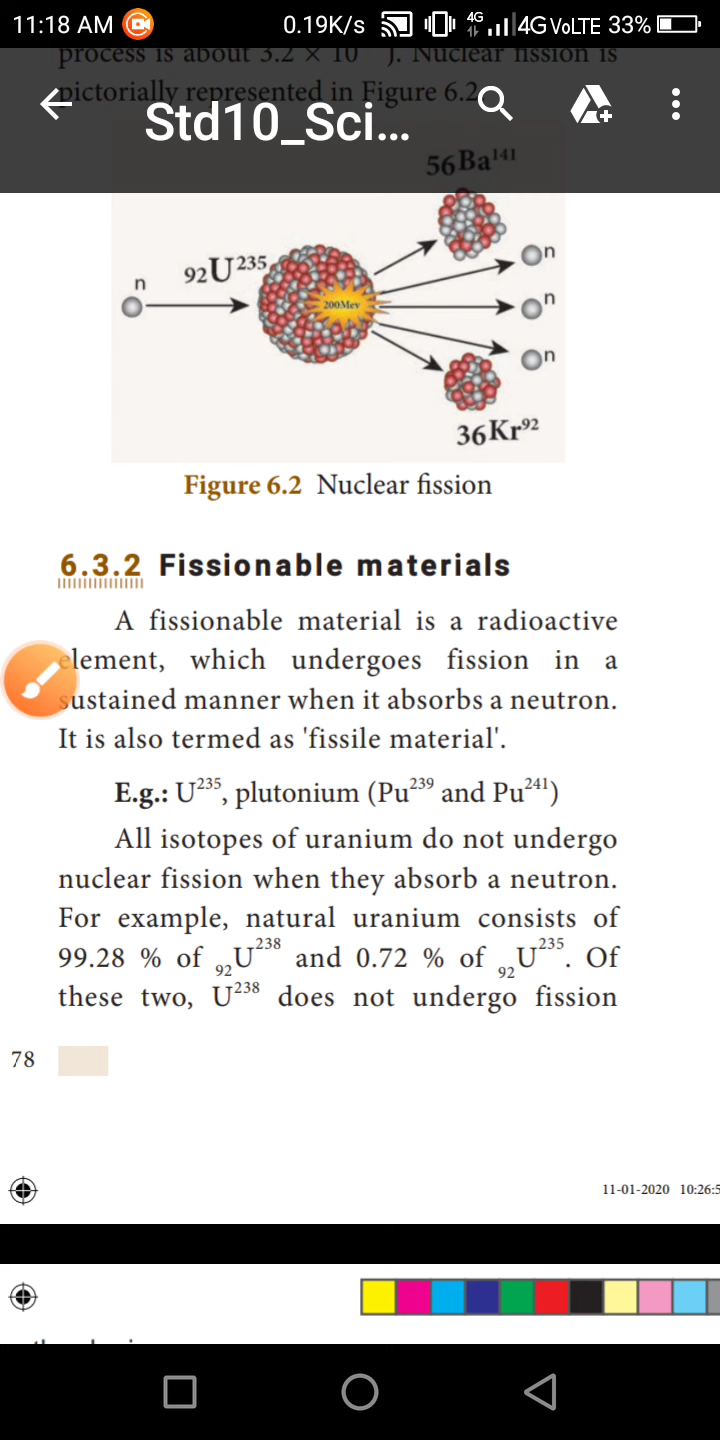 11:18 AM 0.19K/s 4G 4G VoLTE 33%
process is about 3.2 × 10 J. Nuclear fission is
pictorially represented in Figure 6.2
Std10_Sci...
56Ba¹⁴¹
n
₉₂U²³⁵
n
200Mev
n
n
36Kr⁹²
Figure 6.2 Nuclear fission
6.3.2 Fissionable materials
A fissionable material is a radioactive
element, which undergoes fission in a
sustained manner when it absorbs a neutron.
It is also termed as 'fissile material'.
E.g.: U²³⁵, plutonium (Pu²³⁹ and Pu²⁴¹)
All isotopes of uranium do not undergo
nuclear fission when they absorb a neutron.
For example, natural uranium consists of
99.28 % of ₉₂U²³⁸ and 0.72 % of ₉₂U²³⁵. Of
these two, U²³⁸ does not undergo fission
78
11-01-2020 10:26:5